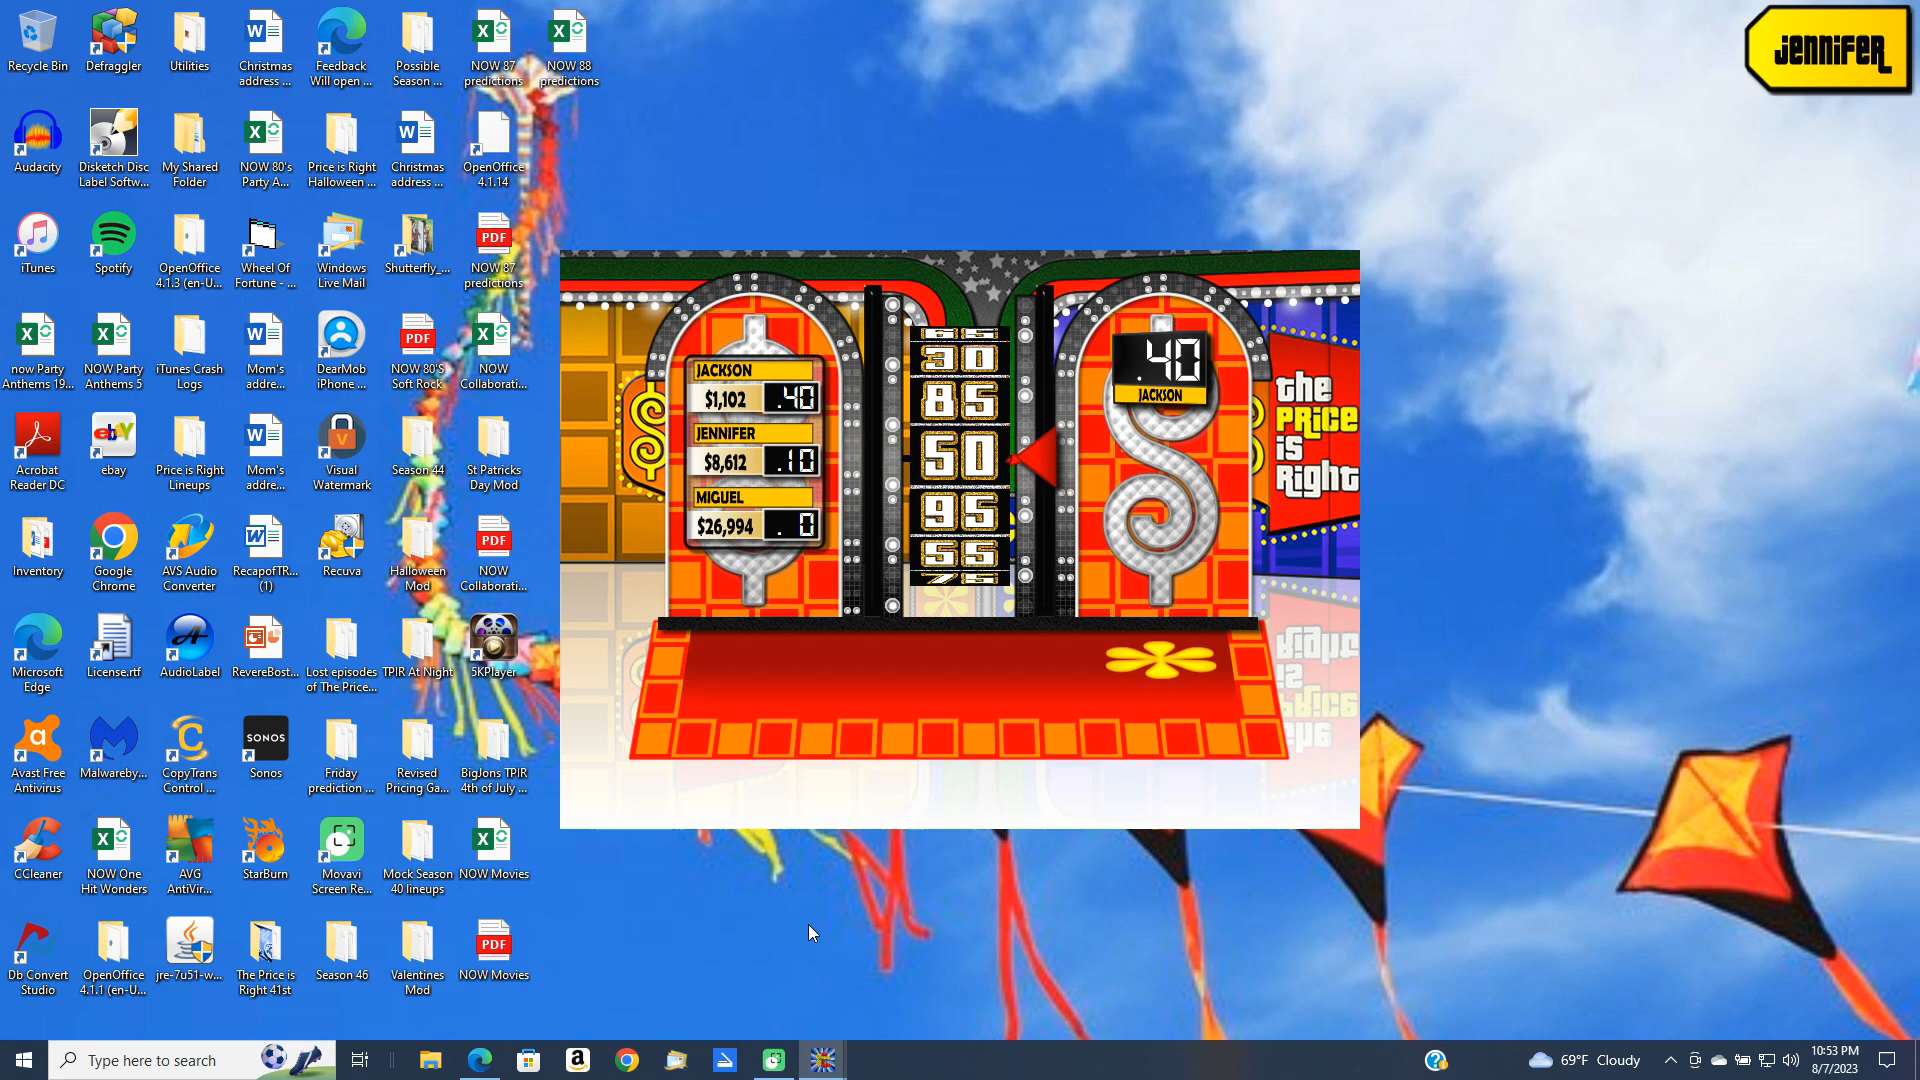 Recycle Bin
Defraggler
Utilities
Christmas
address ...
Feedback
Will open ...
Possible
Season ...
NOW 87
predictions
NOW 88
predictions
JENNIFER
Audacity
Disketch Disc
Label Softw...
My Shared
Folder
NOW 80's
Party A...
Price is Right
Halloween ...
Christmas
address ...
OpenOffice
4.1.14
iTunes
Spotify
OpenOffice
4.1.3 (en-U...
Wheel Of
Fortune - ...
Windows
Live Mail
Shutterfly_...
PDF
NOW 87
predictions
now Party
Anthems 19...
NOW Party
Anthems 5
iTunes Crash
Logs
Mom's
addre...
DearMob
iPhone ...
PDF
NOW 80'S
Soft Rock
NOW
Collaborati...
Acrobat
Reader DC
ebay
ebay
Price is Right
Lineups
Mom's
addre...
Visual
Watermark
Season 44
St Patricks
Day Mod
Inventory
Google
Chrome
AVS Audio
Converter
RecapofTR...
(1)
Recuva
Halloween
Mod
PDF
NOW
Collaborati...
Microsoft
Edge
License.rtf
AudioLabel
RevereBost...
Lost episodes
of The Price...
TPIR At Night
5KPlayer
Avast Free
Antivirus
Malwareby...
CopyTrans
Control ...
SONOS
Sonos
Friday
prediction ...
Revised
Pricing Ga...
BigJons TPIR
4th of July ...
CCleaner
NOW One
Hit Wonders
AVG
AntiVir...
StarBurn
Movavi
Screen Re...
Mock Season
40 lineups
NOW Movies
Db Convert
Studio
OpenOffice
4.1.1 (en-U...
jre-7u51-w...
The Price is
Right 41st
Season 46
Valentines
Mod
PDF
NOW Movies
JACKSON
$1,102 .40
JENNIFER
$8,612 .10
MIGUEL
$26,994 . 0
65
30
85
50
95
55
75
.40
JACKSON
the
PRICE
is
Right
Type here to search
69°F Cloudy
10:53 PM
8/7/2023